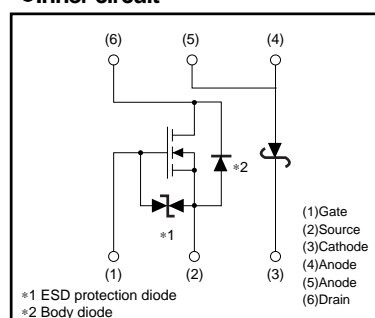 ●Inner circuit
(6) (5) (4)
∗2
∗1
(1) (2) (3)
(1)Gate
(2)Source
(3)Cathode
(4)Anode
(5)Anode
(6)Drain
∗1 ESD protection diode
∗2 Body diode